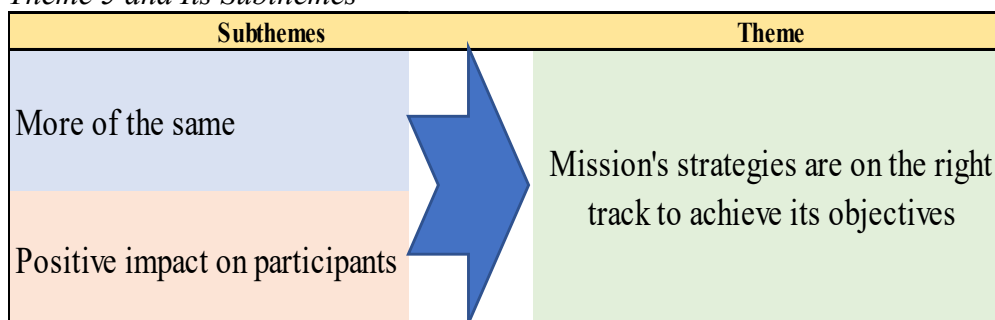 Theme 3 and Its Subthemes
Subthemes
Theme
More of the same
Mission's strategies are on the right
track to achieve its objectives
Positive impact on participants